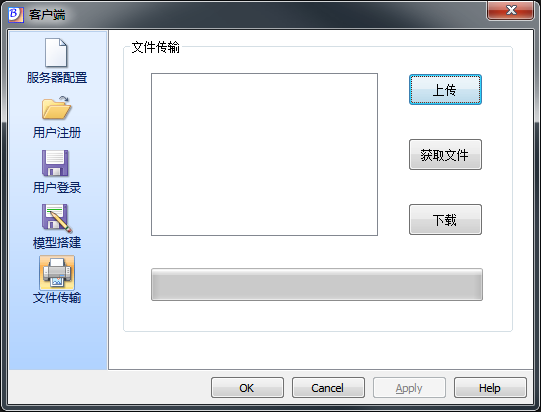 客户端
服务器配置
用户注册
用户登录
模型搭建
文件传输
文件传输
上传
获取文件
下载
OK
Cancel
Apply
Help